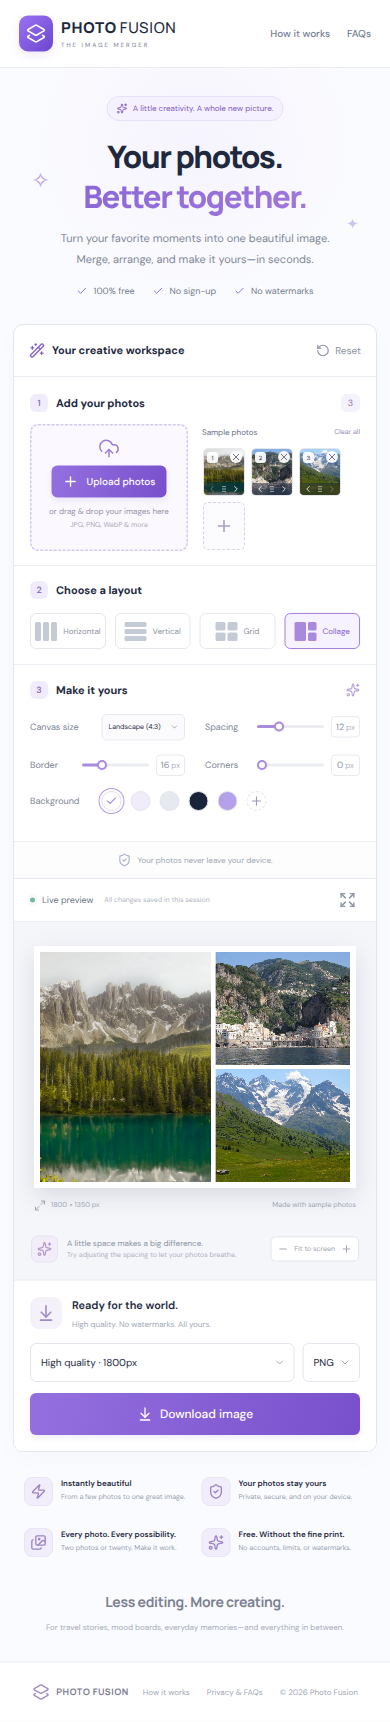 PHOTO FUSION
THE IMAGE MERGER
How it works
FAQs
A little creativity. A whole new picture.
Your photos.
Better together.
Turn your favorite moments into one beautiful image.
Merge, arrange, and make it yours—in seconds.
100% free
No sign-up
No watermarks
Your creative workspace
Reset
1
Add your photos
3
Upload photos
or drag & drop your images here
JPG, PNG, WebP & more
Sample photos
Clear all
1
2
3
2
Choose a layout
Horizontal
Vertical
Grid
Collage
3
Make it yours
Canvas size
Landscape (4:3)
Spacing
12 px
Border
16 px
Corners
0 px
Background
Your photos never leave your device.
Live preview
All changes saved in this session
1800 × 1350 px
Made with sample photos
A little space makes a big difference.
Try adjusting the spacing to let your photos breathe.
Fit to screen
Ready for the world.
High quality. No watermarks. All yours.
High quality · 1800px
PNG
Download image
Instantly beautiful
From a few photos to one great image.
Your photos stay yours
Private, secure, and on your device.
Every photo. Every possibility.
Two photos or twenty. Make it work.
Free. Without the fine print.
No accounts, limits, or watermarks.
Less editing. More creating.
For travel stories, mood boards, everyday memories—and everything in between.
PHOTO FUSION
How it works
Privacy & FAQs
© 2026 Photo Fusion